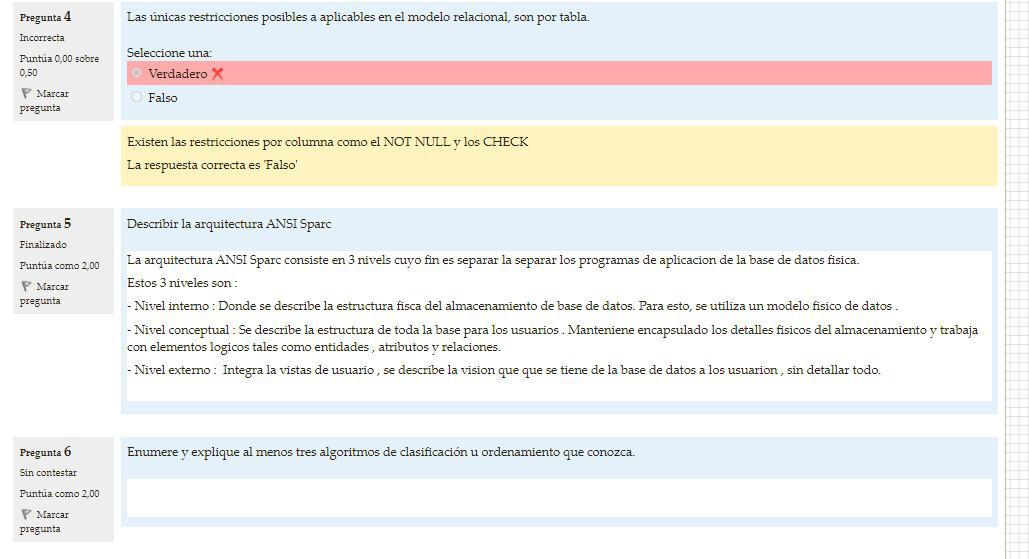 Pregunta 4
Incorrecta
Puntúa 0,00 sobre
0,50
Marcar
pregunta
Las únicas restricciones posibles a aplicables en el modelo relacional, son por tabla.
Seleccione una:
Verdadero
Falso
Existen las restricciones por columna como el NOT NULL y los CHECK
La respuesta correcta es 'Falso'
Pregunta 5
Finalizado
Puntúa como 2,00
Marcar
pregunta
Describir la arquitectura ANSI Sparc
La arquitectura ANSI Sparc consiste en 3 nivels cuyo fin es separar la separar los programas de aplicacion de la base de datos fisica.
Estos 3 niveles son :
- Nivel interno : Donde se describe la estructura fisca del almacenamiento de base de datos. Para esto, se utiliza un modelo fisico de datos .
- Nivel conceptual : Se describe la estructura de toda la base para los usuarios . Manteniene encapsulado los detalles fisicos del almacenamiento y trabaja
con elementos logicos tales como entidades , atributos y relaciones.
- Nivel externo :  Integra la vistas de usuario , se describe la vision que que se tiene de la base de datos a los usuarion , sin detallar todo.
Pregunta 6
Sin contestar
Puntúa como 2,00
Marcar
pregunta
Enumere y explique al menos tres algoritmos de clasificación u ordenamiento que conozca.